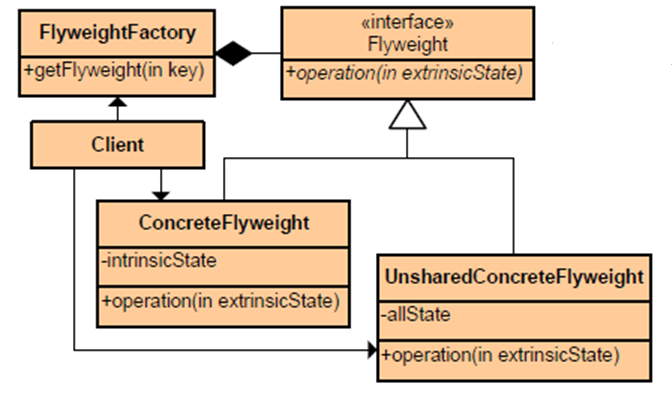 FlyweightFactory
+getFlyweight(in key)
«interface»
Flyweight
+operation(in extrinsicState)
Client
ConcreteFlyweight
-intrinsicState
+operation(in extrinsicState)
UnsharedConcreteFlyweight
-allState
+operation(in extrinsicState)